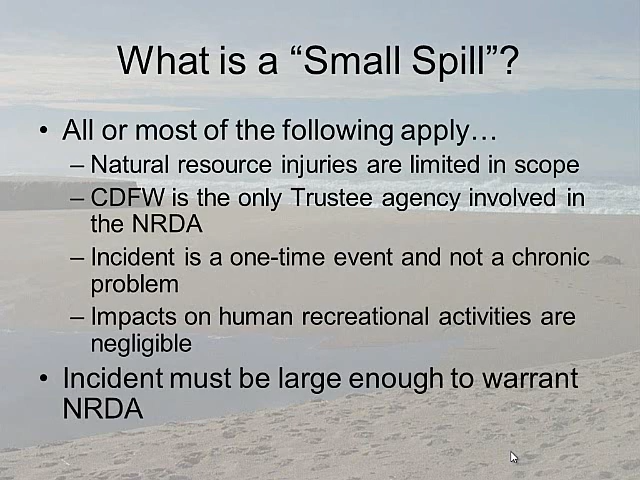 What is a “Small Spill”?
• All or most of the following apply…
– Natural resource injuries are limited in scope
– CDFW is the only Trustee agency involved in
the NRDA
– Incident is a one-time event and not a chronic
problem
– Impacts on human recreational activities are
negligible
• Incident must be large enough to warrant
NRDA